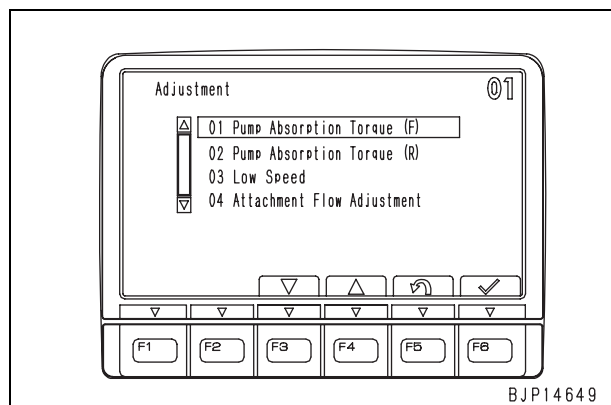 Adjustment 01
01 Pump Absorption Torque (F)
02 Pump Absorption Torque (R)
03 Low Speed
04 Attachment Flow Adjustment
F1 F2 F3 F4 F5 F6
BJP14649